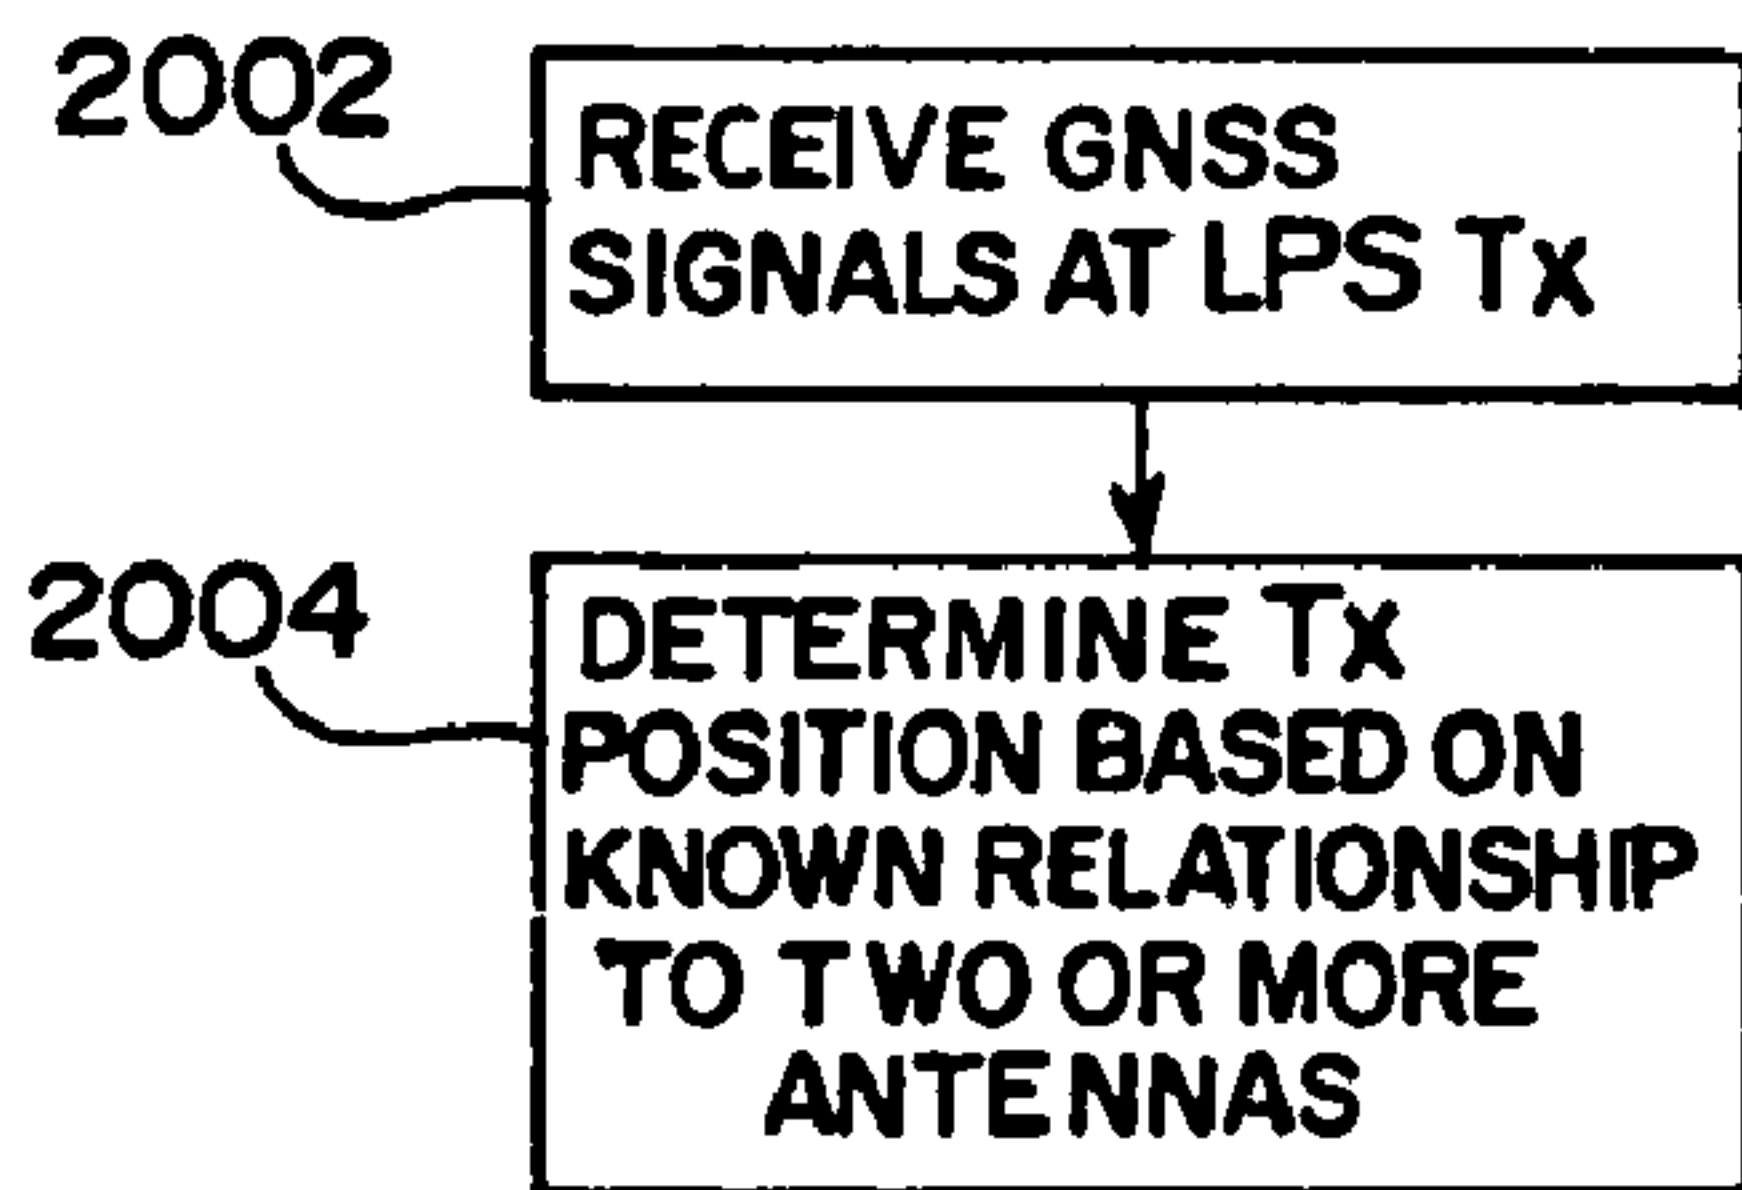 2002
RECEIVE GNSS
SIGNALS AT LPS Tx
2004
DETERMINE Tx
POSITION BASED ON
KNOWN RELATIONSHIP
TO TWO OR MORE
ANTENNAS